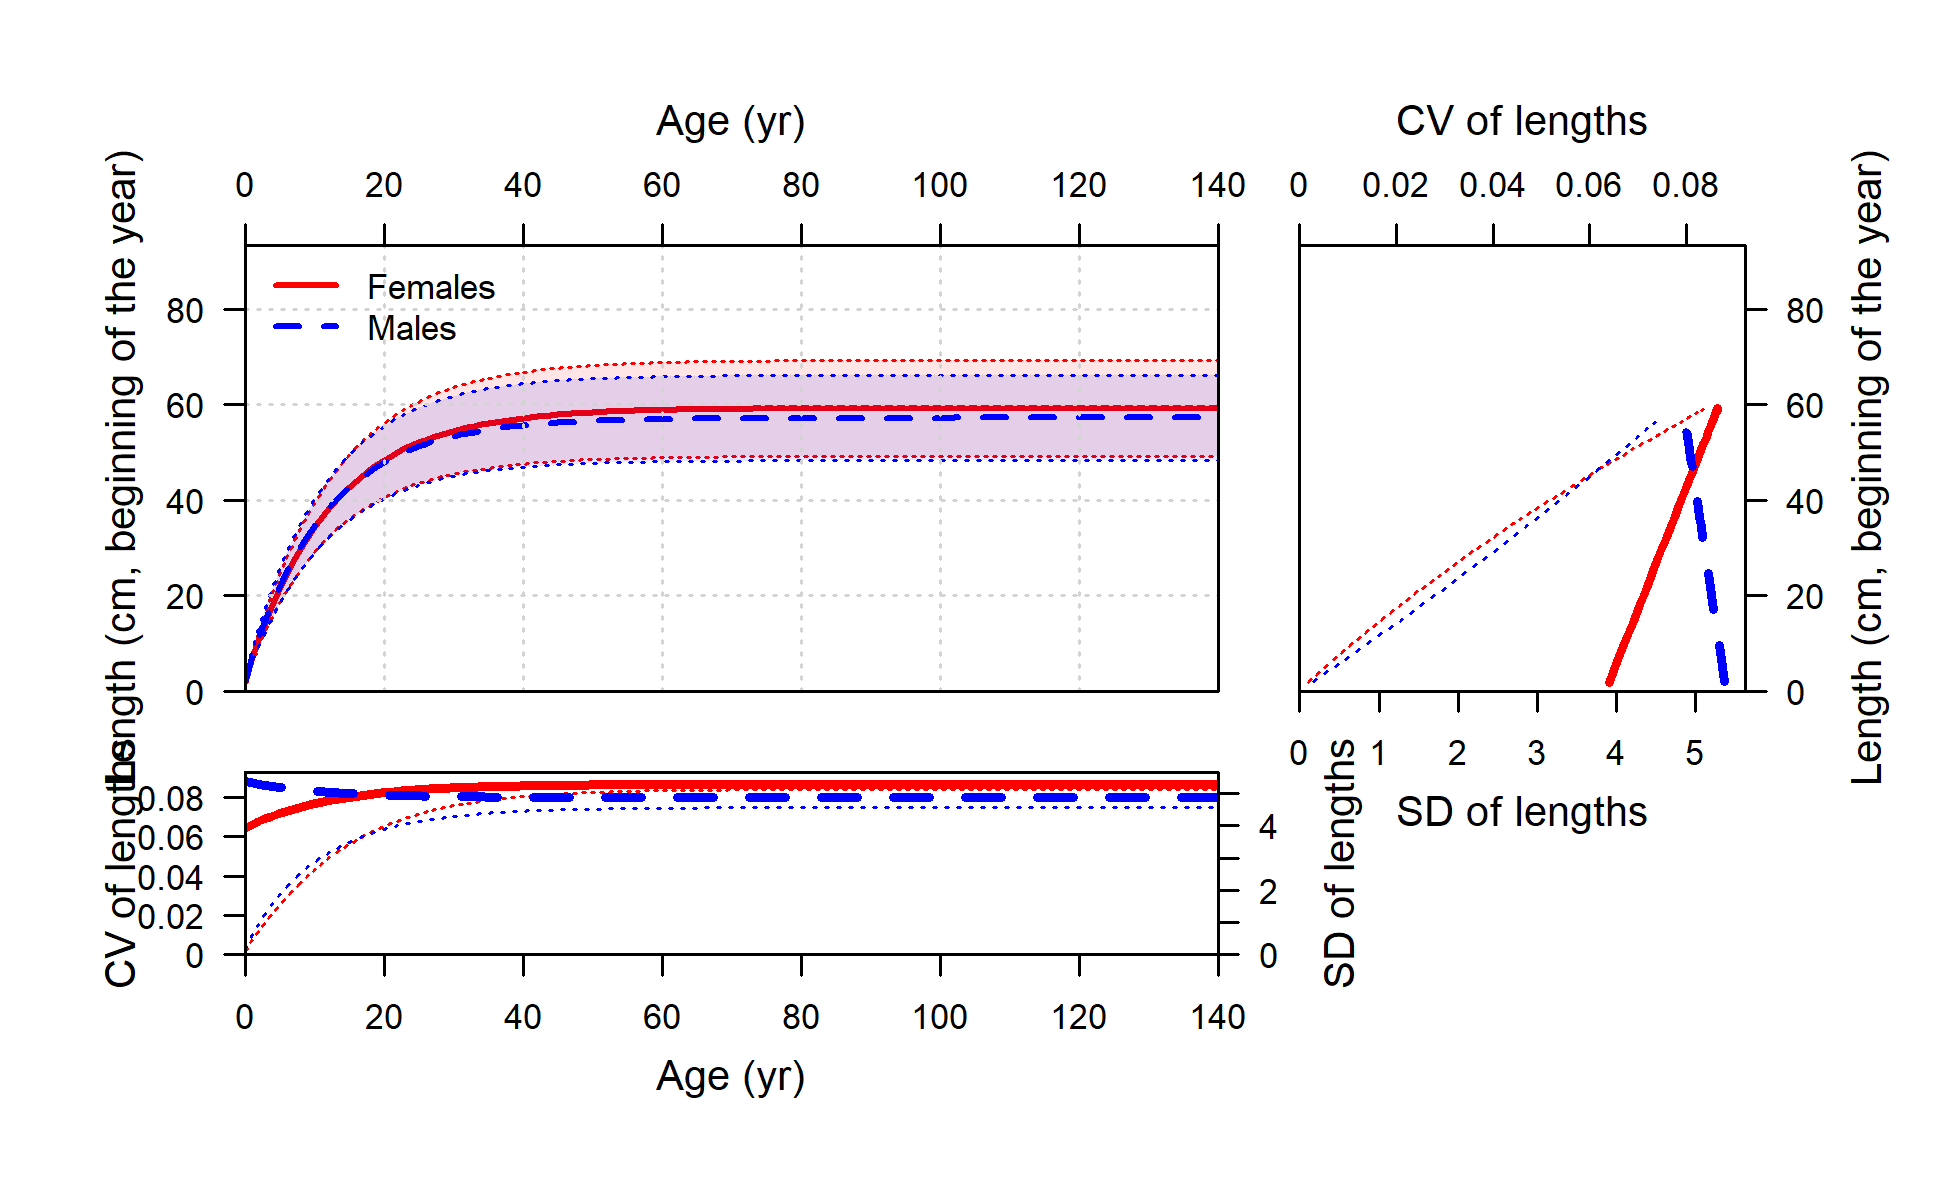 Age (yr)
CV of lengths
0 20 40 60 80 100 120 140
0 0.02 0.04 0.06 0.08
Length (cm, beginning of the year)
80
60
40
20
0
Females
Males
80
60
40
20
0
Length (cm, beginning of the year)
0 1 2 3 4 5
SD of lengths
CV of lengths
0.08
0.06
0.04
0.02
0
4
2
0
SD of lengths
0 20 40 60 80 100 120 140
Age (yr)